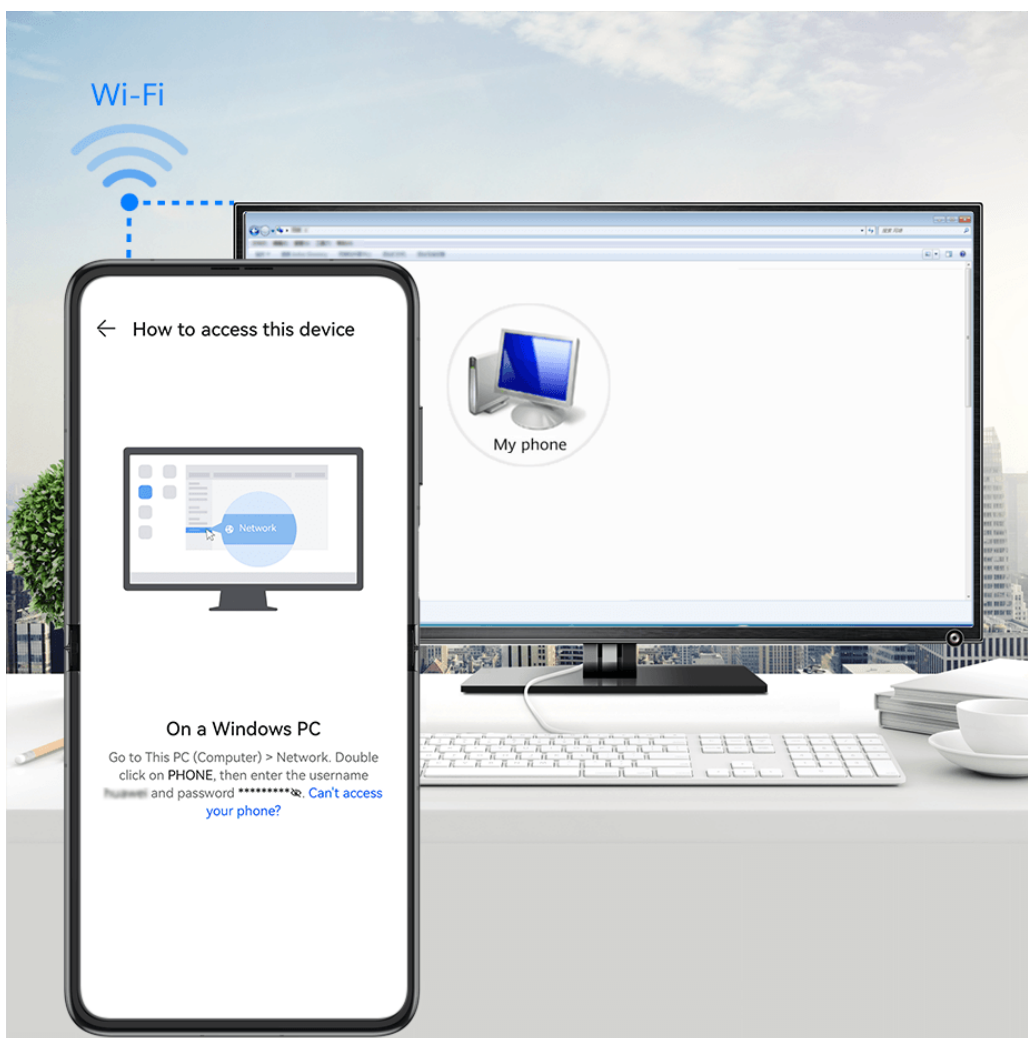 Wi-Fi
How to access this device
Network
On a Windows PC
Go to This PC (Computer) > Network. Double
click on PHONE, then enter the username
and password *********. Can't access
your phone?
My phone